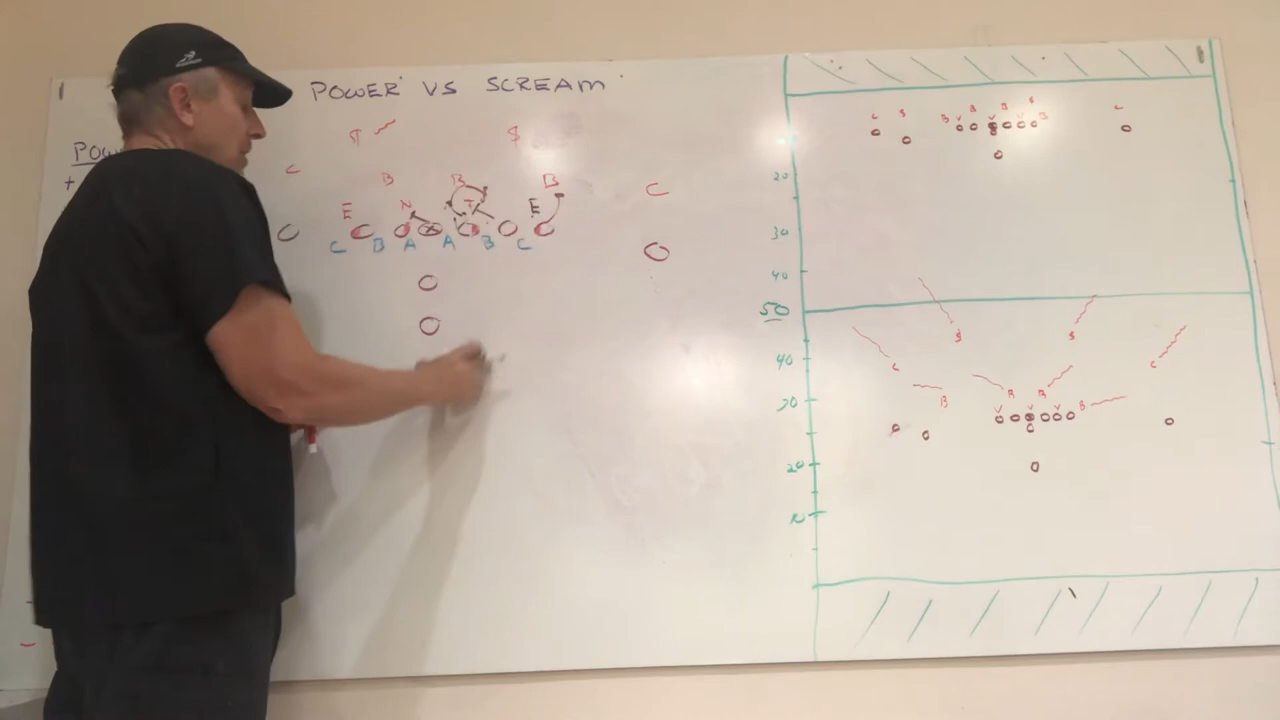 POWER VS SCREAM
POW
+
$ $
C B B B C
E N T E
C B A A B C
C S B B S C
B V V V B
20
30
40
50
S S
C C
40
B B B B
30
V V V
20
10